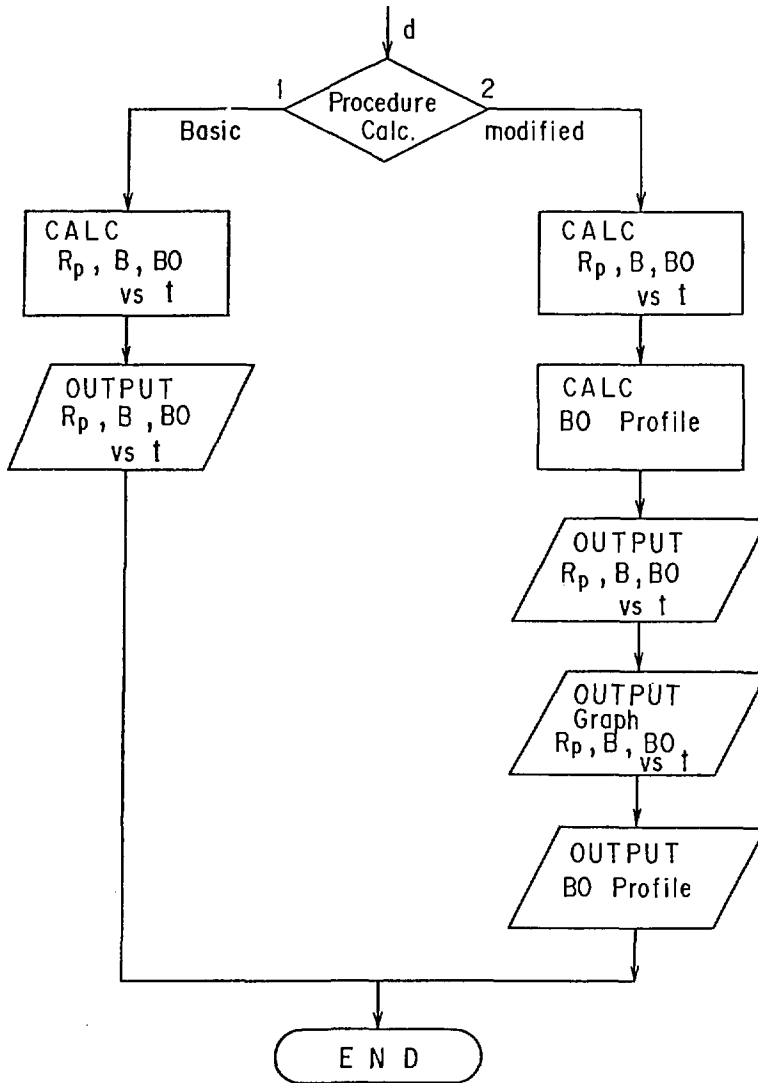 d
1
2
Procedure
Calc.
Basic
modified
CALC
Rp, B, BO
vs t
OUTPUT
Rp, B, BO
vs t
CALC
Rp, B, BO
vs t
CALC
BO Profile
OUTPUT
Rp, B, BO
vs t
OUTPUT
Graph
Rp, B, BO
vs t
OUTPUT
BO Profile
END